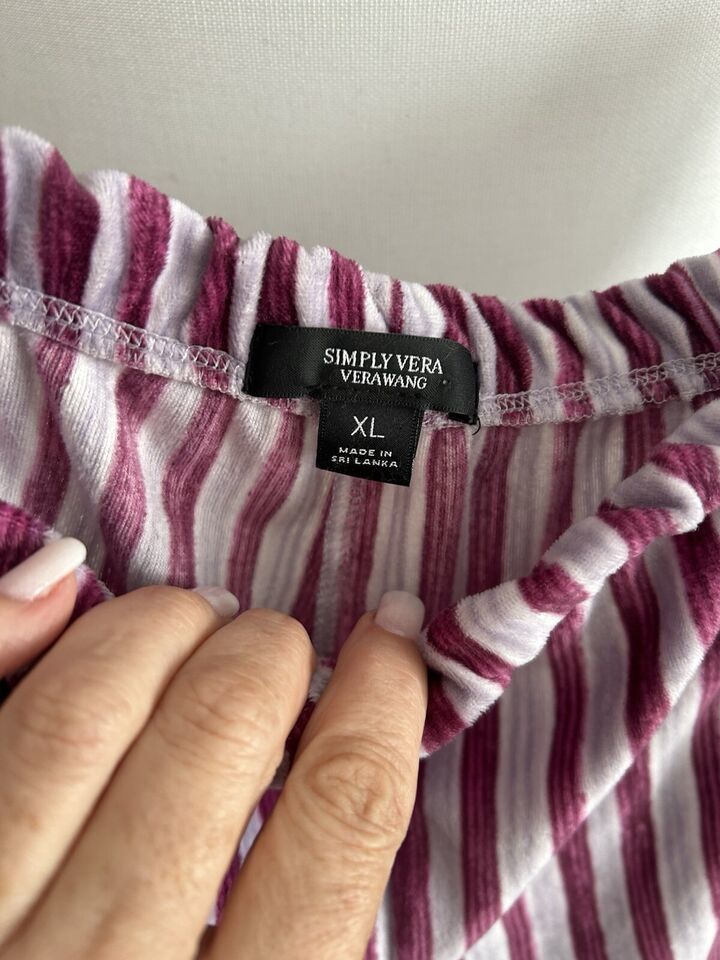 SIMPLY VERA
VERAWANG
XL
MADE IN
SRI LANKA